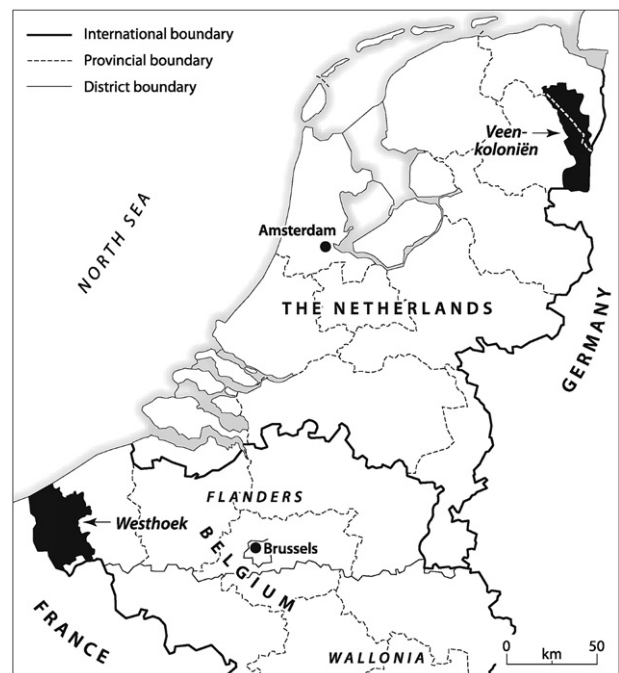 International boundary
Provincial boundary
District boundary
Veen-
koloniën
NORTH SEA
Amsterdam
THE NETHERLANDS
GERMANY
FLANDERS
Westhoek
Brussels
BELGIUM
FRANCE
WALLONIA
0 50
km